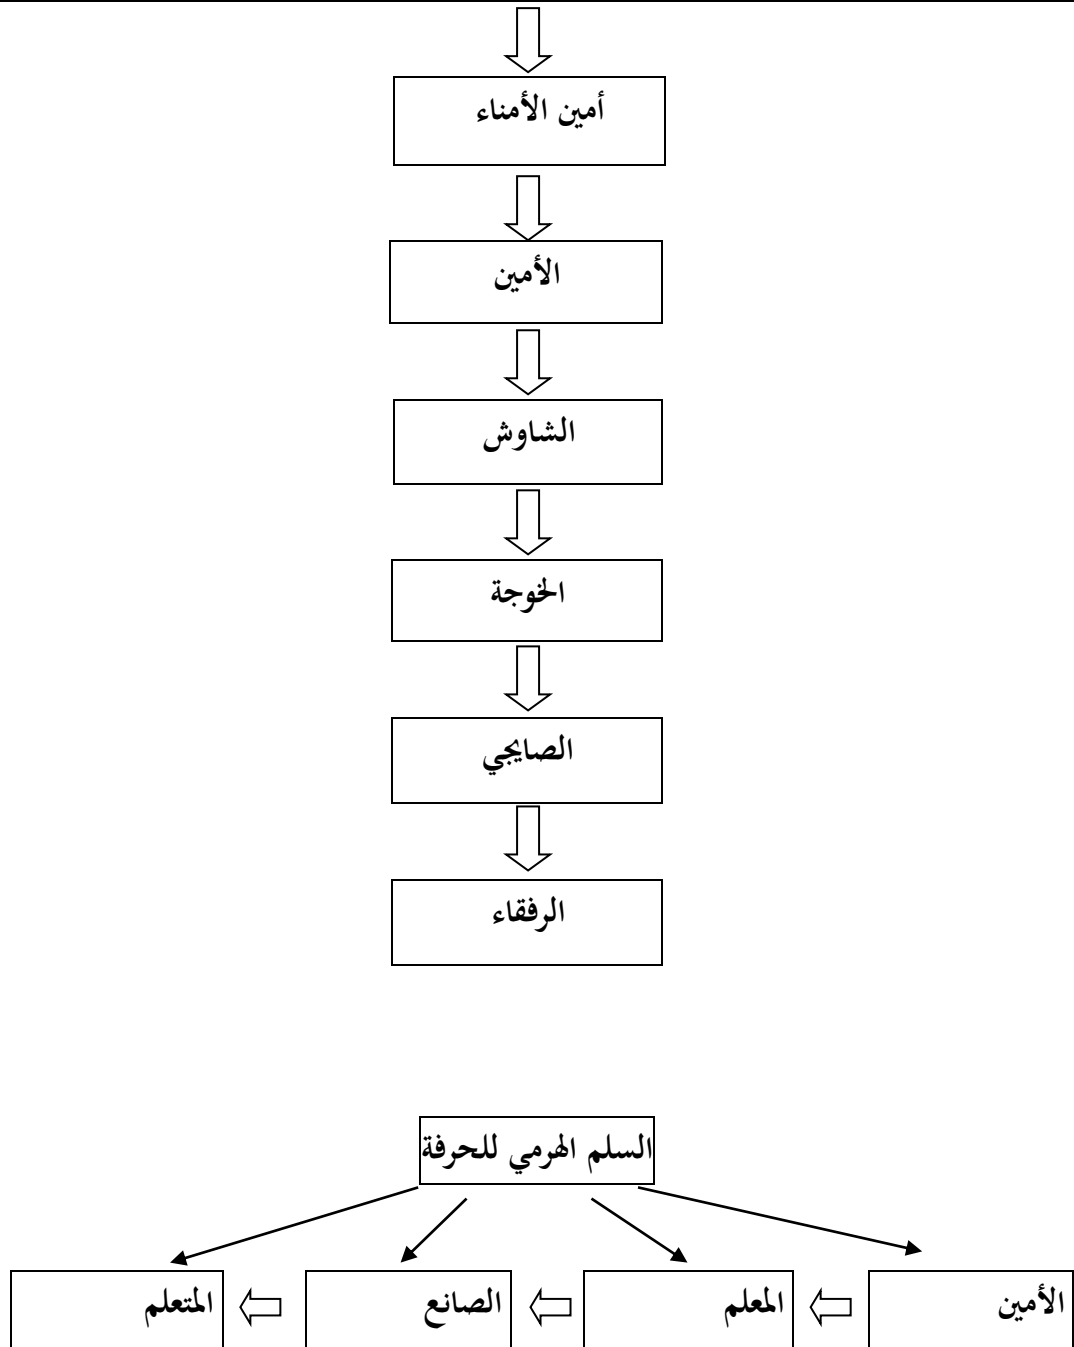 أمين الأمناء
الأمين
الشاوش
الخوجة
الصايجي
الرفقاء
السلم الهرمي للحرفة
الأمين
المعلم
الصانع
المتعلم